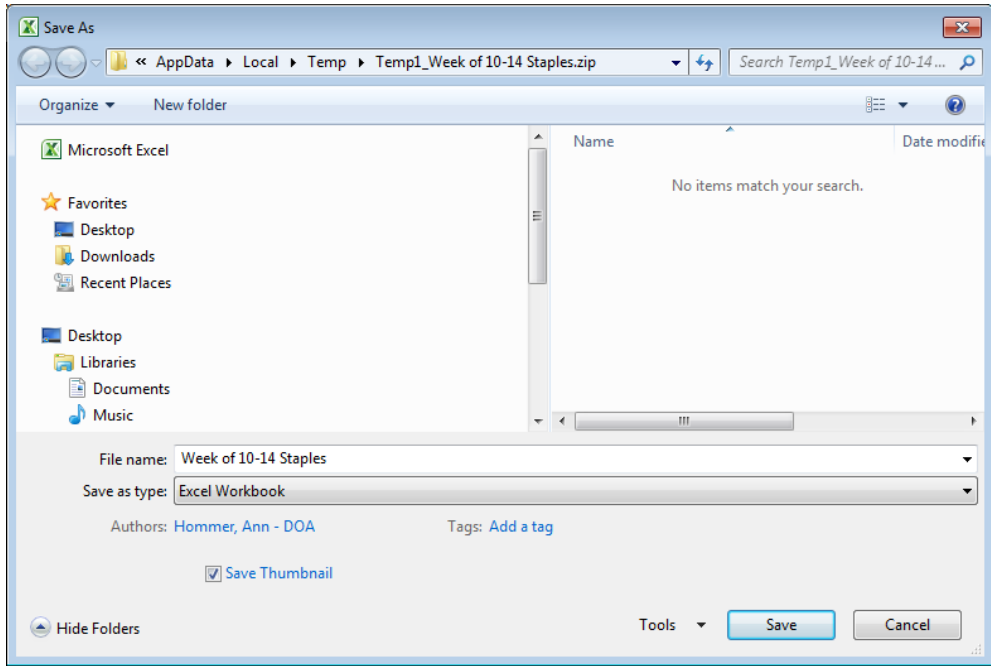 Save As
« AppData Local Temp Temp1_Week of 10-14 Staples.zip Search Temp1_Week of 10-14 ...
Organize New folder
Microsoft Excel
Favorites
Desktop
Downloads
Recent Places
Desktop
Libraries
Documents
Music
Name Date modifie
No items match your search.
File name: Week of 10-14 Staples
Save as type: Excel Workbook
Authors: Hommer, Ann - DOA Tags: Add a tag
Save Thumbnail
Hide Folders Tools Save Cancel